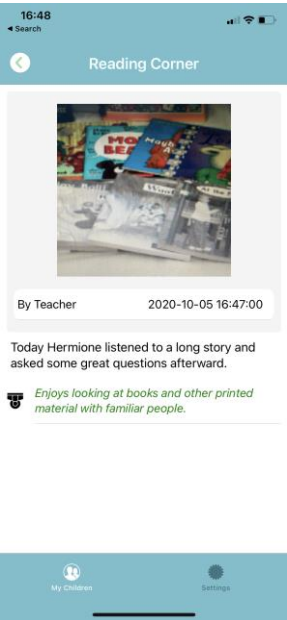 16:48
Search
Reading Corner
By Teacher 2020-10-05 16:47:00
Today Hermione listened to a long story and
asked some great questions afterward.
Enjoys looking at books and other printed
material with familiar people.
My Children Settings